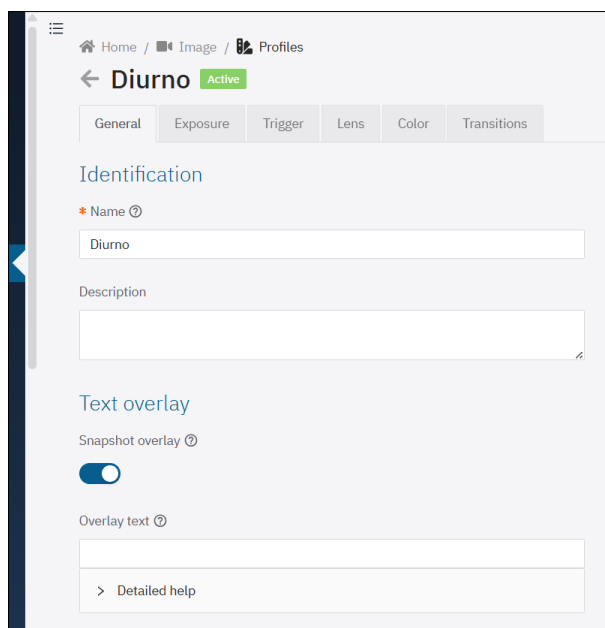 Home / Image / Profiles
Diurno Active
General Exposure Trigger Lens Color Transitions
Identification
* Name
Diurno
Description
Text overlay
Snapshot overlay
Overlay text
Detailed help